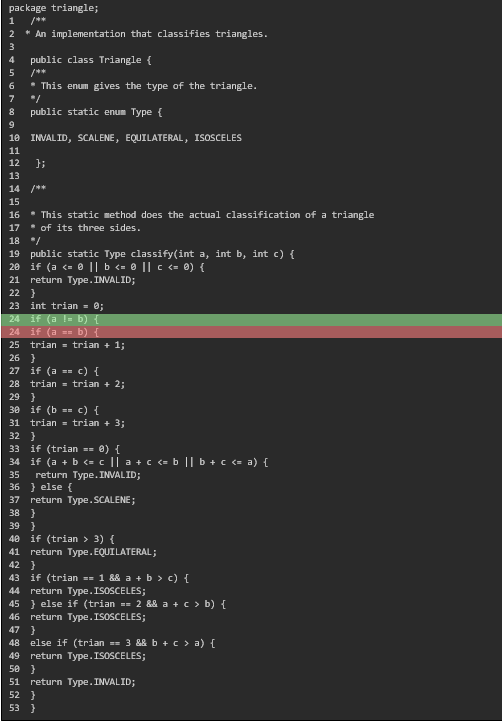 package triangle;
1 /**
2 * An implementation that classifies triangles.
3
4 public class Triangle {
5 /**
6 * This enum gives the type of the triangle.
7 */
8 public static enum Type {
9
10 INVALID, SCALENE, EQUILATERAL, ISOSCELES
11
12 };
13
14 /**
15
16 * This static method does the actual classification of a triangle
17 * of its three sides.
18 */
19 public static Type classify(int a, int b, int c) {
20 if (a <= 0 || b <= 0 || c <= 0) {
21 return Type.INVALID;
22 }
23 int trian = 0;
24 if (a != b) {
24 if (a == b) {
25 trian = trian + 1;
26 }
27 if (a == c) {
28 trian = trian + 2;
29 }
30 if (b == c) {
31 trian = trian + 3;
32 }
33 if (trian == 0) {
34 if (a + b <= c || a + c <= b || b + c <= a) {
35 return Type.INVALID;
36 } else {
37 return Type.SCALENE;
38 }
39 }
40 if (trian > 3) {
41 return Type.EQUILATERAL;
42 }
43 if (trian == 1 && a + b > c) {
44 return Type.ISOSCELES;
45 } else if (trian == 2 && a + c > b) {
46 return Type.ISOSCELES;
47 }
48 else if (trian == 3 && b + c > a) {
49 return Type.ISOSCELES;
50 }
51 return Type.INVALID;
52 }
53 }